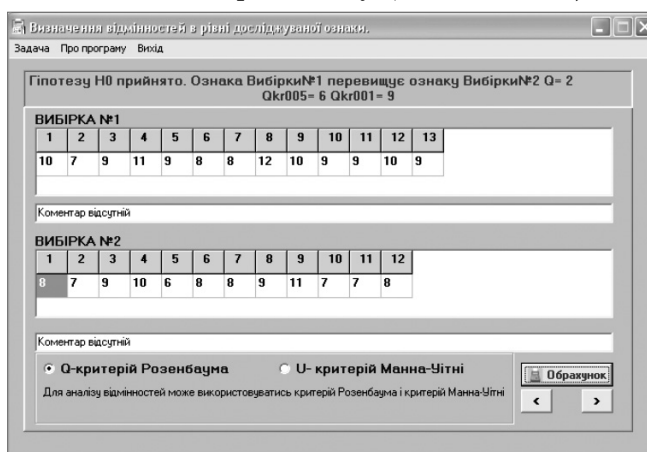 Визначення відмінностей в рівні досліджуваної ознаки.
Задача Про програму Вихід
Гіпотезу H0 прийнято. Ознака Вибірки№1 перевищує ознаку Вибірки№2 Q= 2
Qkr005= 6 Qkr001= 9
ВИБІРКА №1
1 2 3 4 5 6 7 8 9 10 11 12 13
10 7 9 11 9 8 8 12 10 9 9 10 9
Коментар відсутній
ВИБІРКА №2
1 2 3 4 5 6 7 8 9 10 11 12
8 7 9 10 6 8 8 9 11 7 7 8
Коментар відсутній
Q-критерій Розенбаума U- критерій Манна-Уітні
Обрахунок
Для аналізу відмінностей може використовуватись критерій Розенбаума і критерій Манна-Уітні
< >